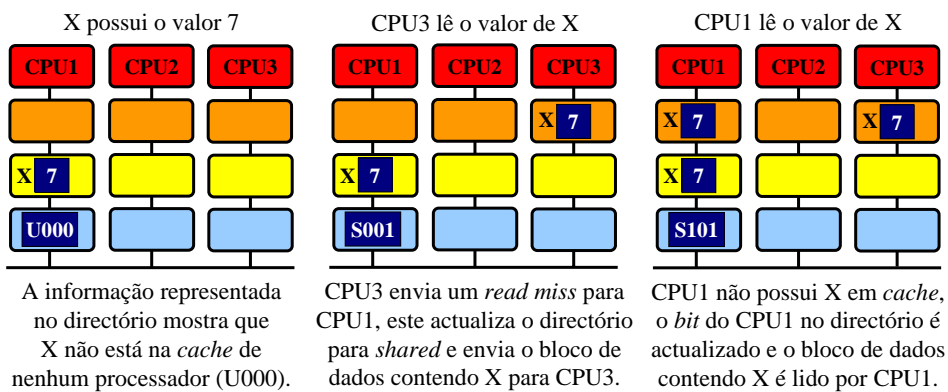 X possui o valor 7
CPU1 CPU2 CPU3
X 7
U000
A informação representada
no directório mostra que
X não está na cache de
nenhum processador (U000).
CPU3 lê o valor de X
CPU1 CPU2 CPU3
X 7
X 7
S001
CPU3 envia um read miss para
CPU1, este actualiza o directório
para shared e envia o bloco de
dados contendo X para CPU3.
CPU1 lê o valor de X
CPU1 CPU2 CPU3
X 7 X 7
X 7
S101
CPU1 não possui X em cache,
o bit do CPU1 no directório é
actualizado e o bloco de dados
contendo X é lido por CPU1.